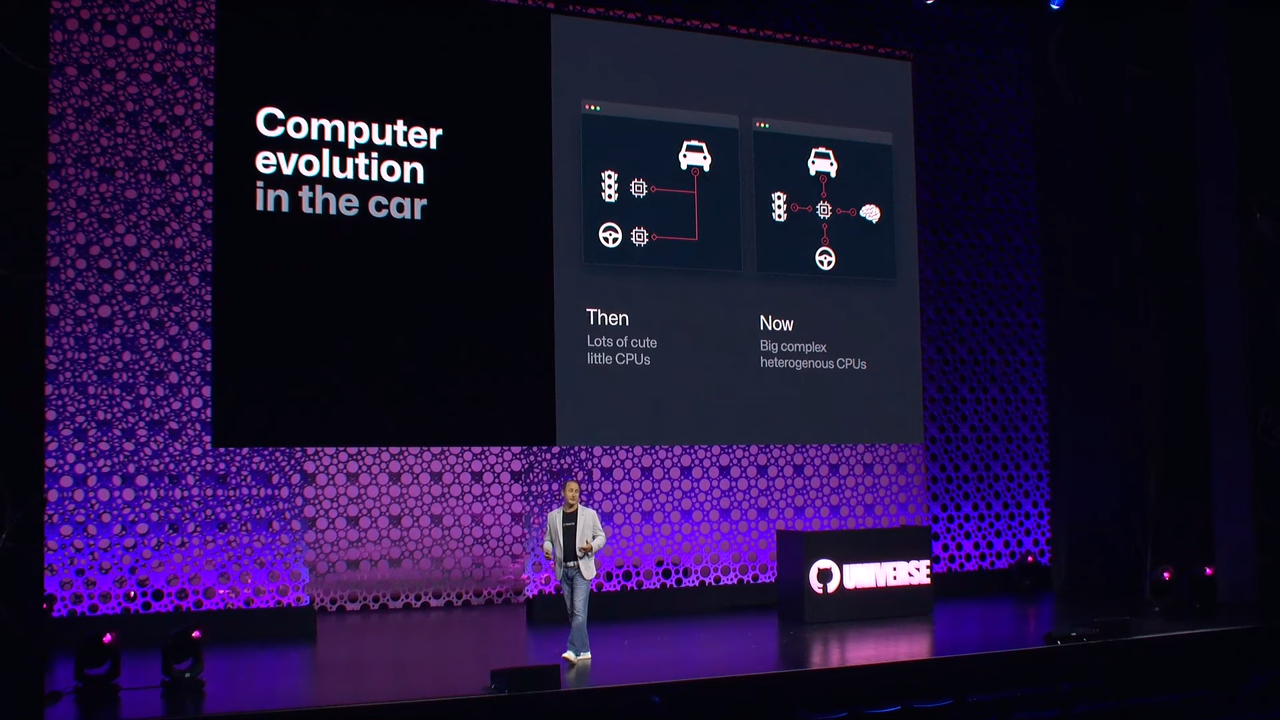 Computer
evolution
in the car
Then
Lots of cute
little CPUs
Now
Big complex
heterogenous CPUs
UNIVERSE